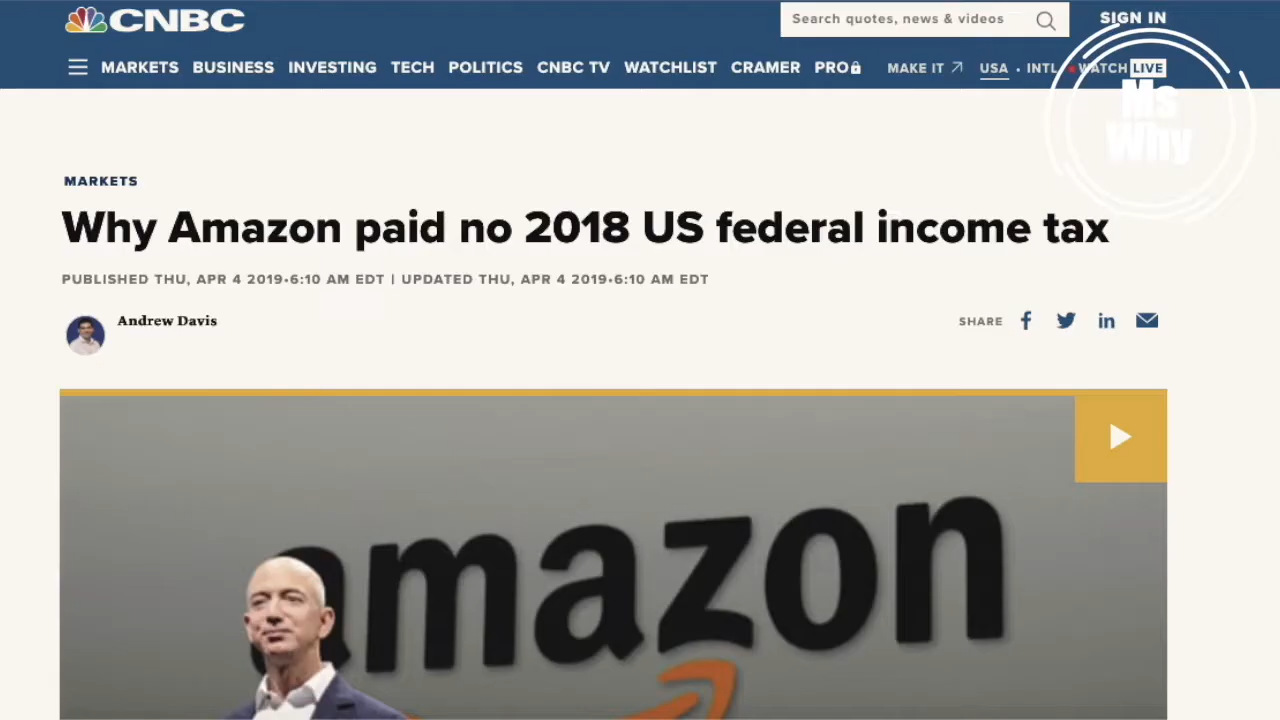 CNBC
Search quotes, news & videos
SIGN IN
MARKETS BUSINESS INVESTING TECH POLITICS CNBC TV WATCHLIST CRAMER PRO MAKE IT USA • INTL WATCH LIVE
Ms
Why
MARKETS
Why Amazon paid no 2018 US federal income tax
PUBLISHED THU, APR 4 2019•6:10 AM EDT | UPDATED THU, APR 4 2019•6:10 AM EDT
Andrew Davis
SHARE
amazon